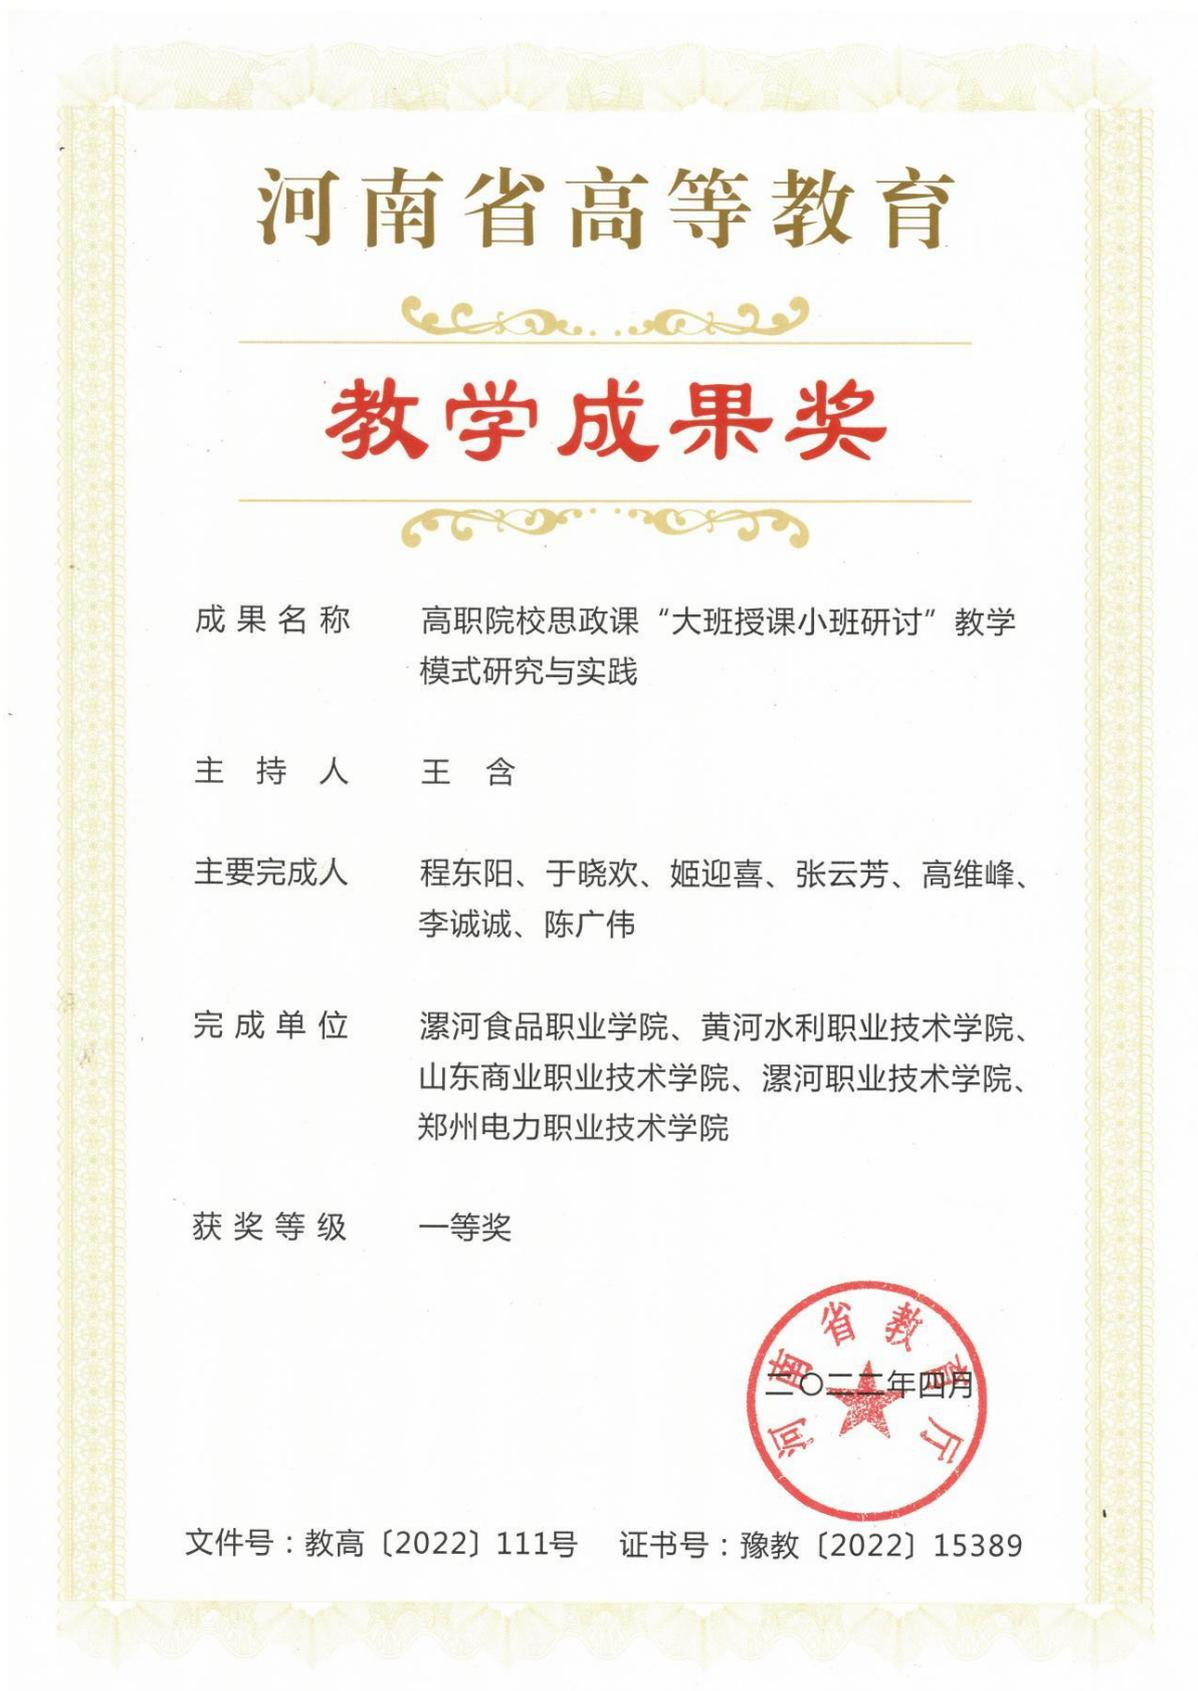 河南省高等教育
教学成果奖
成果名称 高职院校思政课“大班授课小班研讨”教学
模式研究与实践
主持人 王含
主要完成人 程东阳、于晓欢、姬迎喜、张云芳、高维峰、
李诚诚、陈广伟
完成单位 漯河食品职业学院、黄河水利职业技术学院、
山东商业职业技术学院、漯河职业技术学院、
郑州电力职业技术学院
获奖等级 一等奖
河南省教育厅
二〇二二年四月
文件号：教高〔2022〕111号 证书号：豫教〔2022〕15389